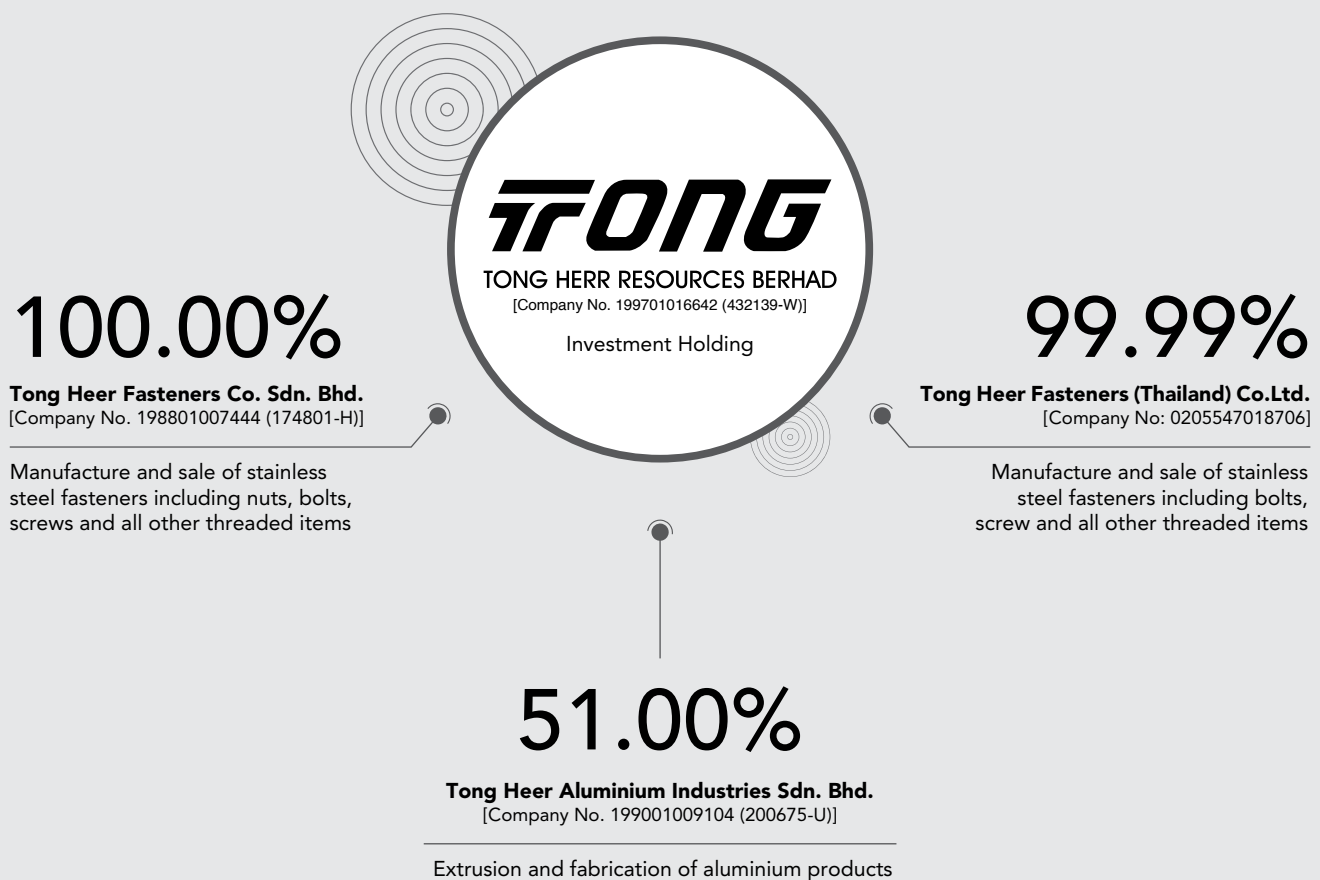 TONG
TONG HERR RESOURCES BERHAD
[Company No. 199701016642 (432139-W)]
Investment Holding
100.00%
Tong Heer Fasteners Co. Sdn. Bhd.
[Company No. 198801007444 (174801-H)]
Manufacture and sale of stainless
steel fasteners including nuts, bolts,
screws and all other threaded items
99.99%
Tong Heer Fasteners (Thailand) Co.Ltd.
[Company No: 0205547018706]
Manufacture and sale of stainless
steel fasteners including bolts,
screw and all other threaded items
51.00%
Tong Heer Aluminium Industries Sdn. Bhd.
[Company No. 199001009104 (200675-U)]
Extrusion and fabrication of aluminium products